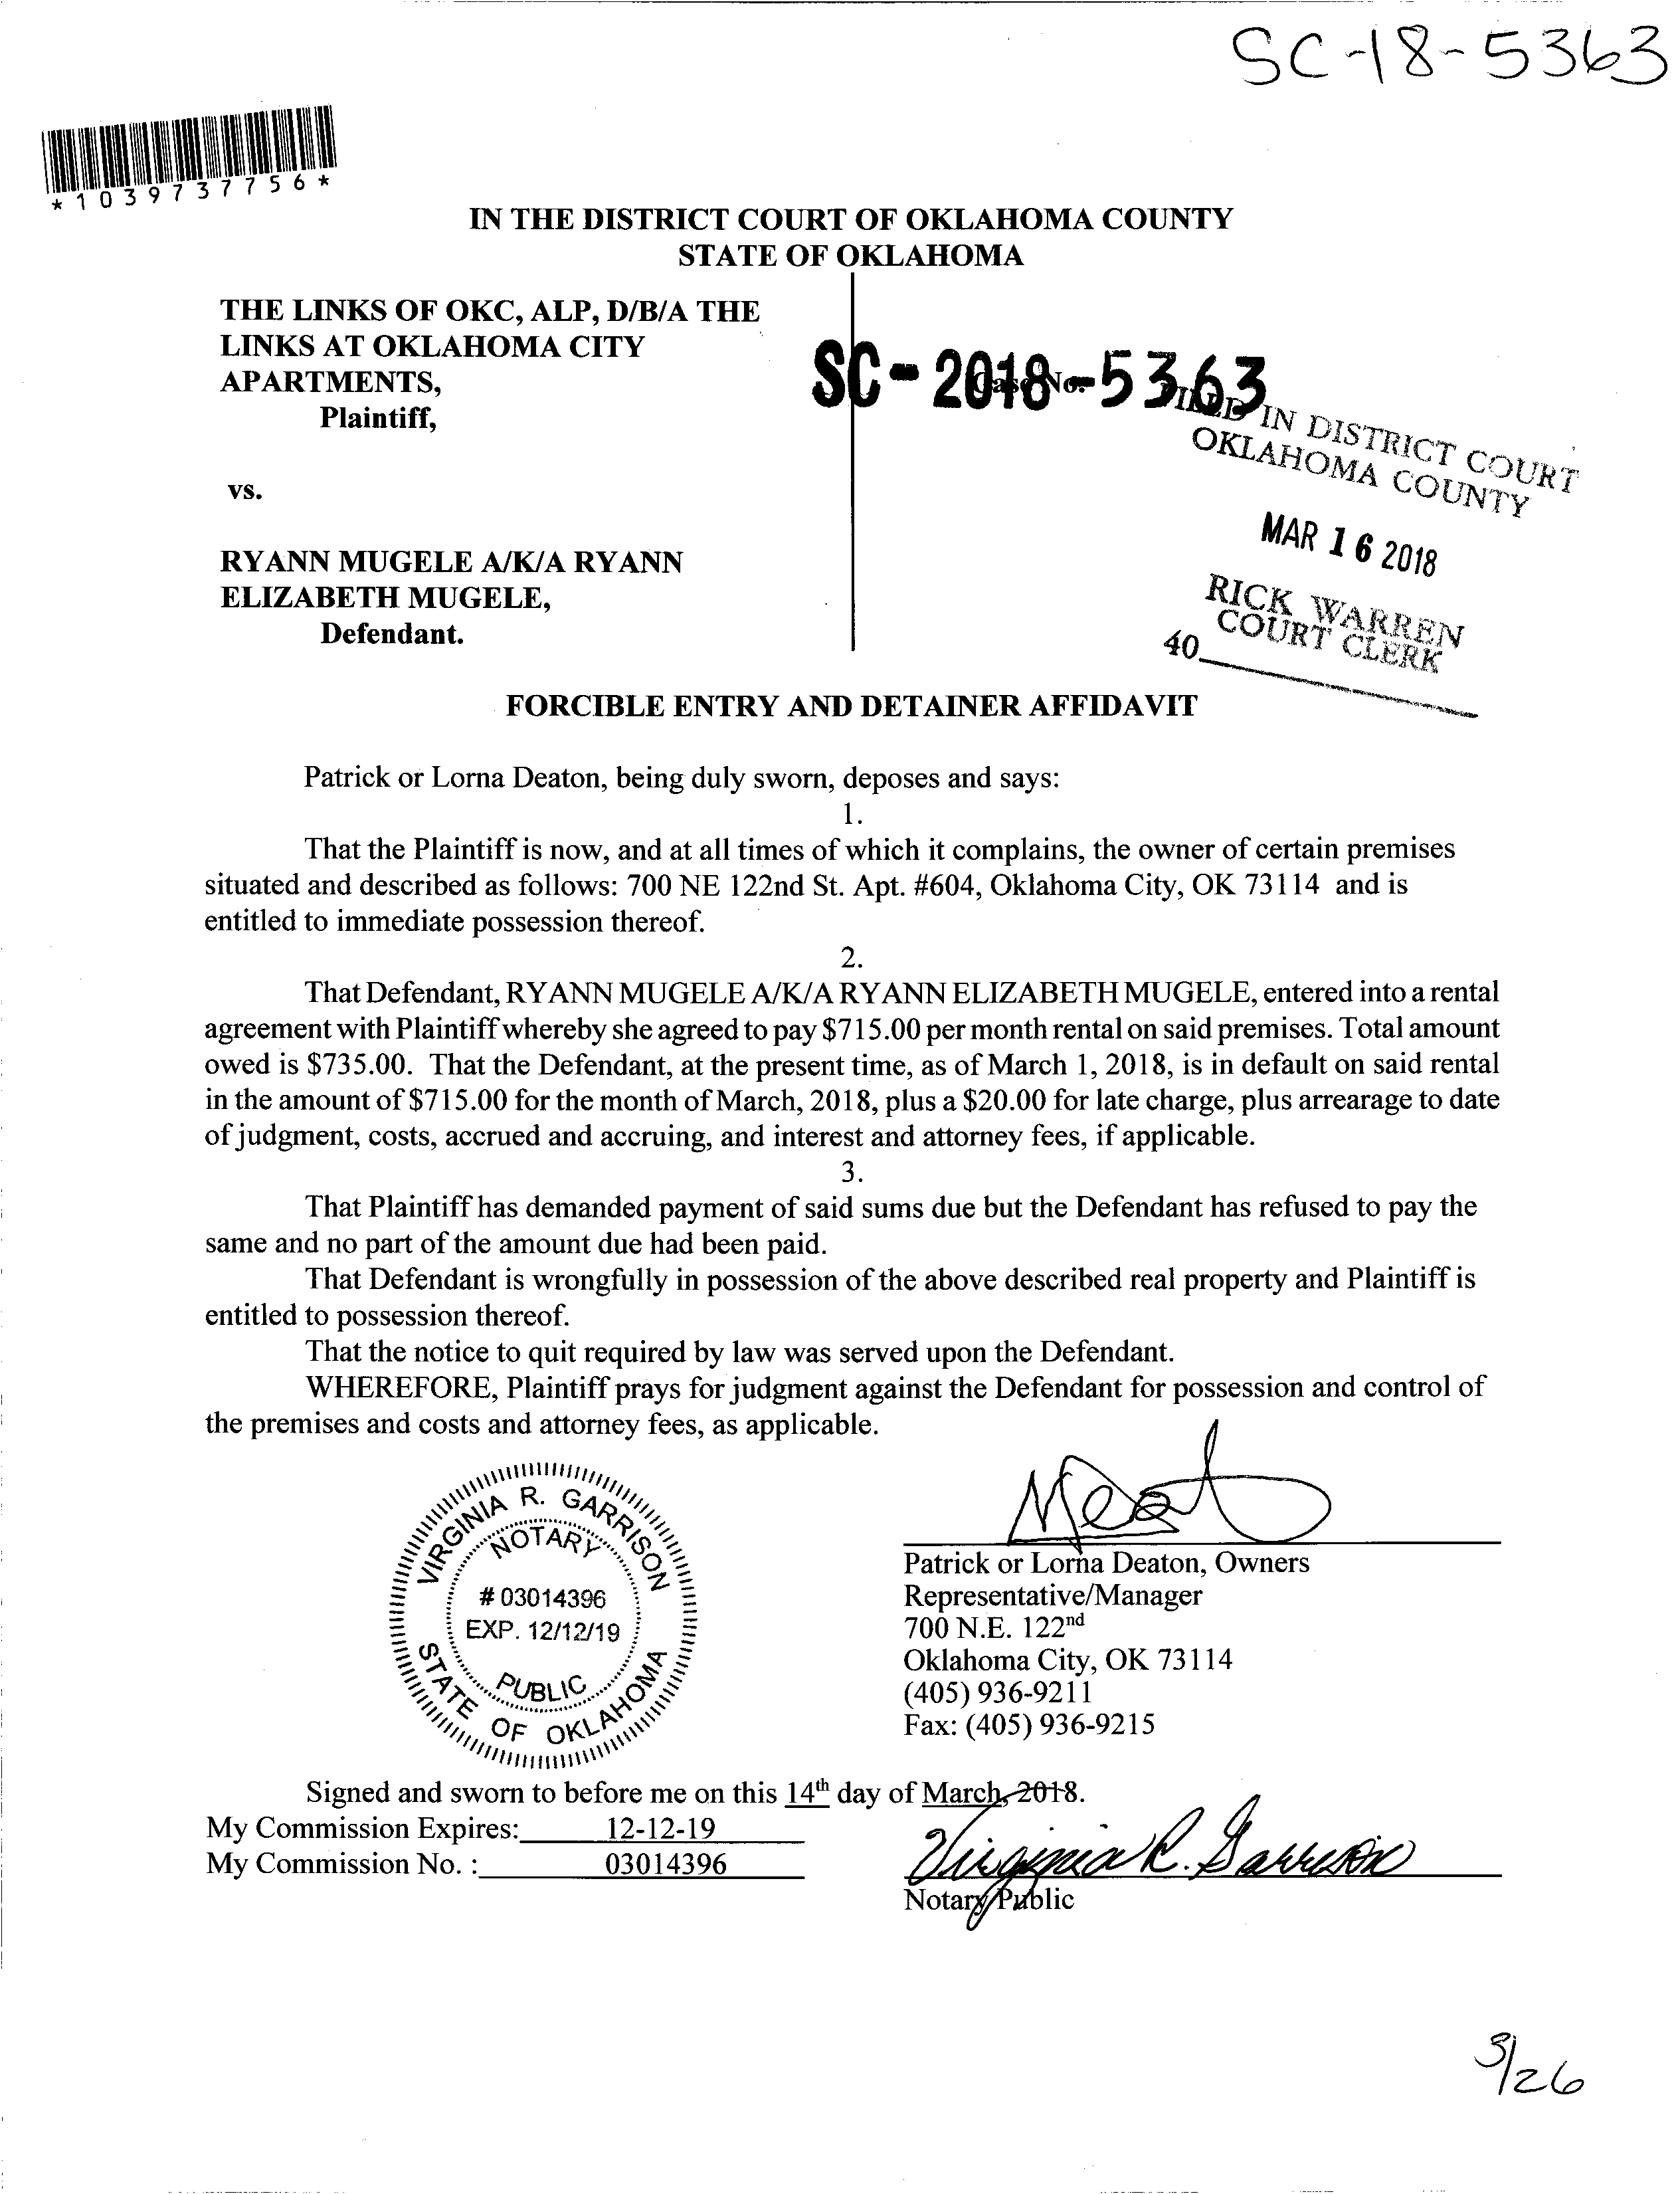 SC-18-5363
*1039737756*
IN THE DISTRICT COURT OF OKLAHOMA COUNTY
STATE OF OKLAHOMA
THE LINKS OF OKC, ALP, D/B/A THE
LINKS AT OKLAHOMA CITY
APARTMENTS,
Plaintiff,
vs.
RYANN MUGELE A/K/A RYANN
ELIZABETH MUGELE,
Defendant.
Case No.
SC-2018-5363
FILED IN DISTRICT COURT
OKLAHOMA COUNTY
MAR 16 2018
RICK WARREN
COURT CLERK
40
FORCIBLE ENTRY AND DETAINER AFFIDAVIT
Patrick or Lorna Deaton, being duly sworn, deposes and says:
1.
That the Plaintiff is now, and at all times of which it complains, the owner of certain premises
situated and described as follows: 700 NE 122nd St. Apt. #604, Oklahoma City, OK 73114 and is
entitled to immediate possession thereof.
2.
That Defendant, RYANN MUGELE A/K/A RYANN ELIZABETH MUGELE, entered into a rental
agreement with Plaintiff whereby she agreed to pay $715.00 per month rental on said premises. Total amount
owed is $735.00. That the Defendant, at the present time, as of March 1, 2018, is in default on said rental
in the amount of $715.00 for the month of March, 2018, plus a $20.00 for late charge, plus arrearage to date
of judgment, costs, accrued and accruing, and interest and attorney fees, if applicable.
3.
That Plaintiff has demanded payment of said sums due but the Defendant has refused to pay the
same and no part of the amount due had been paid.
That Defendant is wrongfully in possession of the above described real property and Plaintiff is
entitled to possession thereof.
That the notice to quit required by law was served upon the Defendant.
WHEREFORE, Plaintiff prays for judgment against the Defendant for possession and control of
the premises and costs and attorney fees, as applicable.
VIRGINIA R. GARRISON
NOTARY
# 03014396
EXP. 12/12/19
PUBLIC
STATE OF OKLAHOMA
Patrick or Lorna Deaton, Owners
Representative/Manager
700 N.E. 122nd
Oklahoma City, OK 73114
(405) 936-9211
Fax: (405) 936-9215
Signed and sworn to before me on this 14th day of March, 2018.
My Commission Expires: 12-12-19
My Commission No. : 03014396
Virginia R. Garrison
Notary Public
3/26